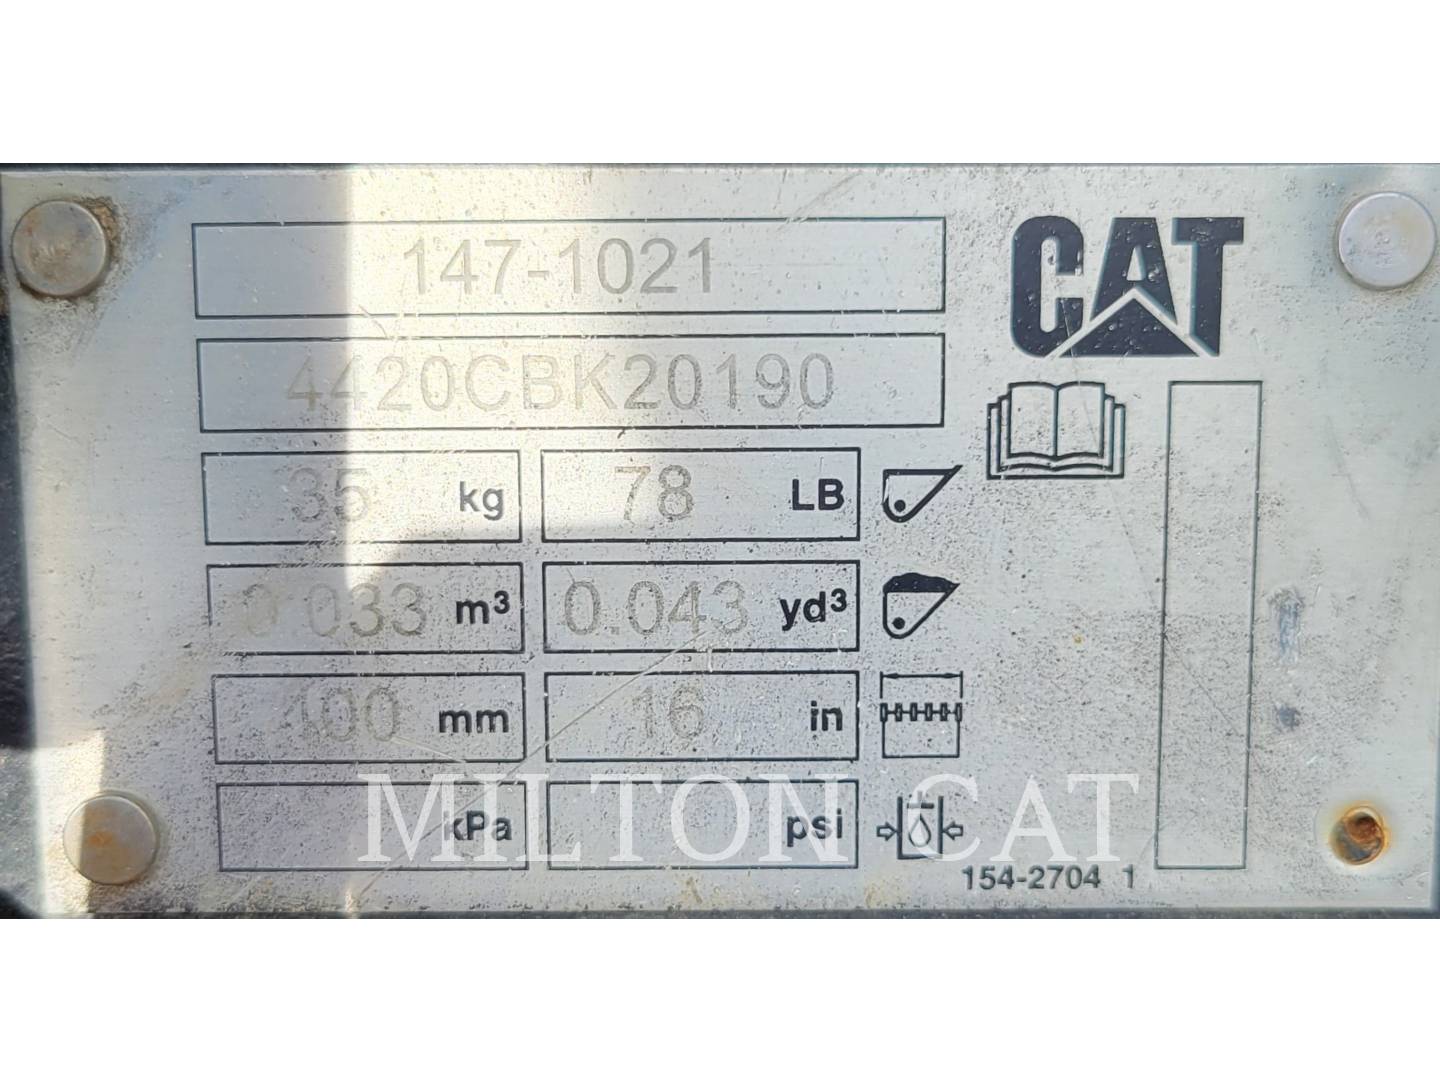 147-1021
CAT
4420CBK20190
35 kg 78 LB
0.033 m³ 0.043 yd³
400 mm 16 in
kPa psi
MILTON CAT
154-2704 1